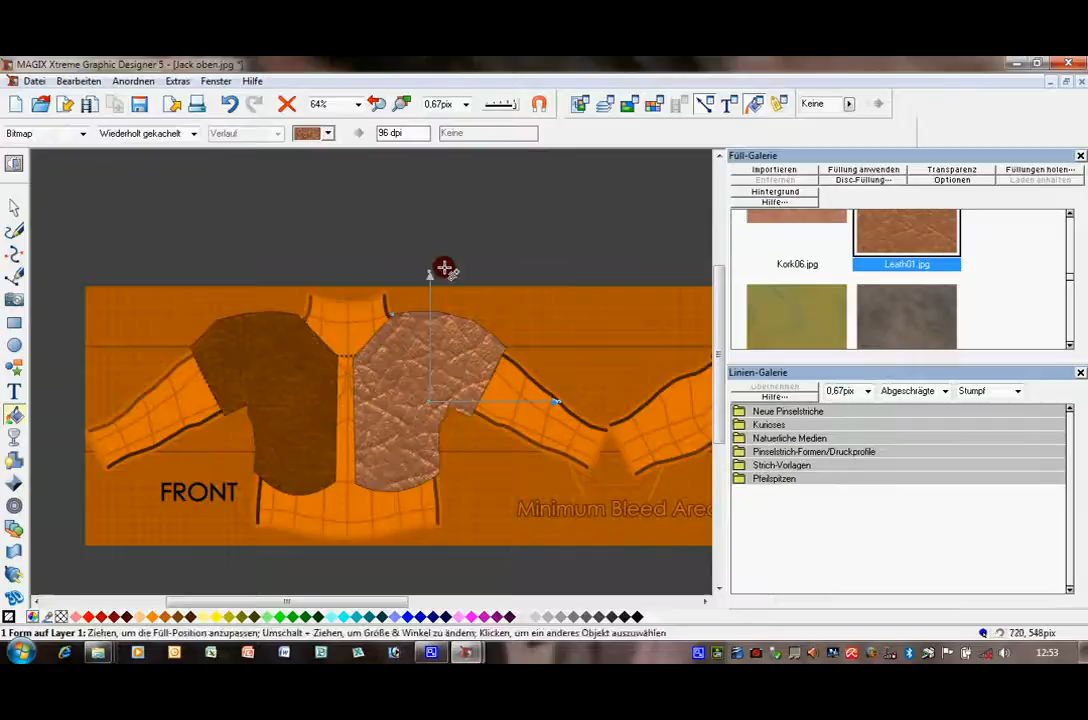 MAGIX Xtreme Graphic Designer 5 - [Jack oben.jpg *]
Datei Bearbeiten Anordnen Extras Fenster Hilfe
64% 0,67pix Keine
Bitmap Wiederholt gekachelt Verlauf 96 dpi Keine
Füll-Galerie
Importieren Füllung anwenden Transparenz Füllungen holen...
Entfernen Disc-Füllung... Optionen Laden anhalten
Hintergrund
Hilfe...
Kork06.jpg Leath01.jpg
Linien-Galerie
Übernehmen 0,67pix Abgeschrägte Stumpf
Hilfe...
Neue Pinselstriche
Kurioses
Natuerliche Medien
Pinselstrich-Formen/Druckprofile
Strich-Vorlagen
Pfeilspitzen
FRONT
Minimum Bleed Area
1 Form auf Layer 1: Ziehen, um die Füll-Position anzupassen; Umschalt + Ziehen, um Größe & Winkel zu ändern; Klicken, um ein anderes Objekt auszuwählen 720, 548pix
12:53